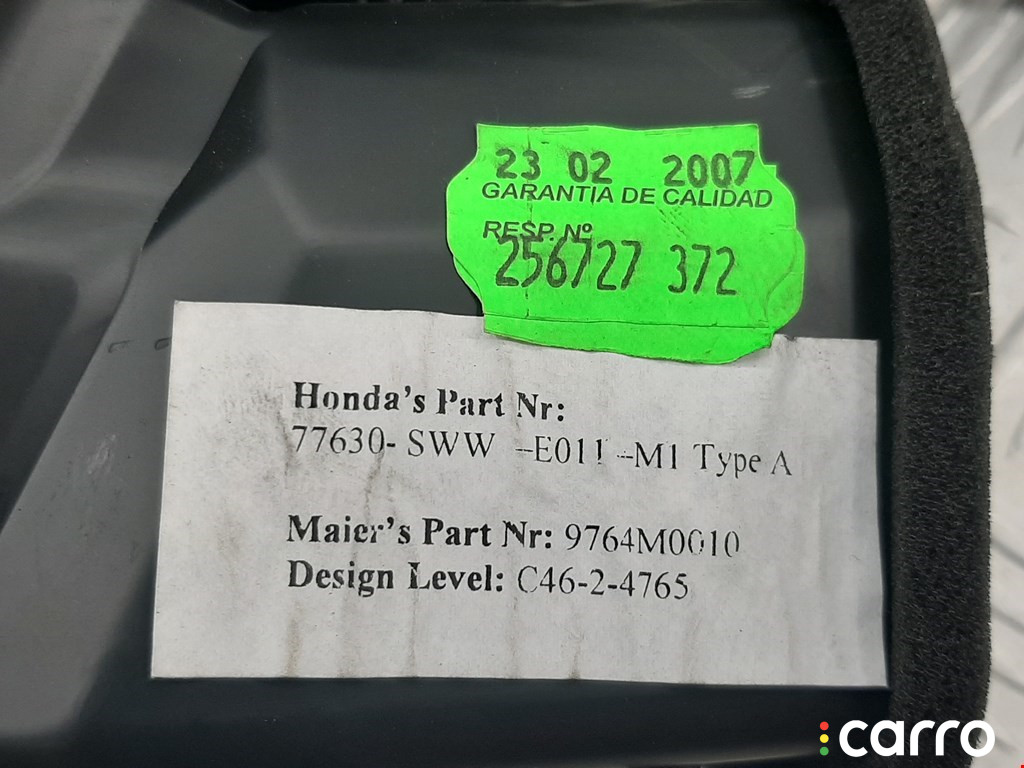 23 02 2007
GARANTIA DE CALIDAD
RESP. Nº
256727 372
Honda's Part Nr:
77630- SWW –E011 –M1 Type A
Maier's Part Nr: 9764M0010
Design Level: C46-2-4765
carro